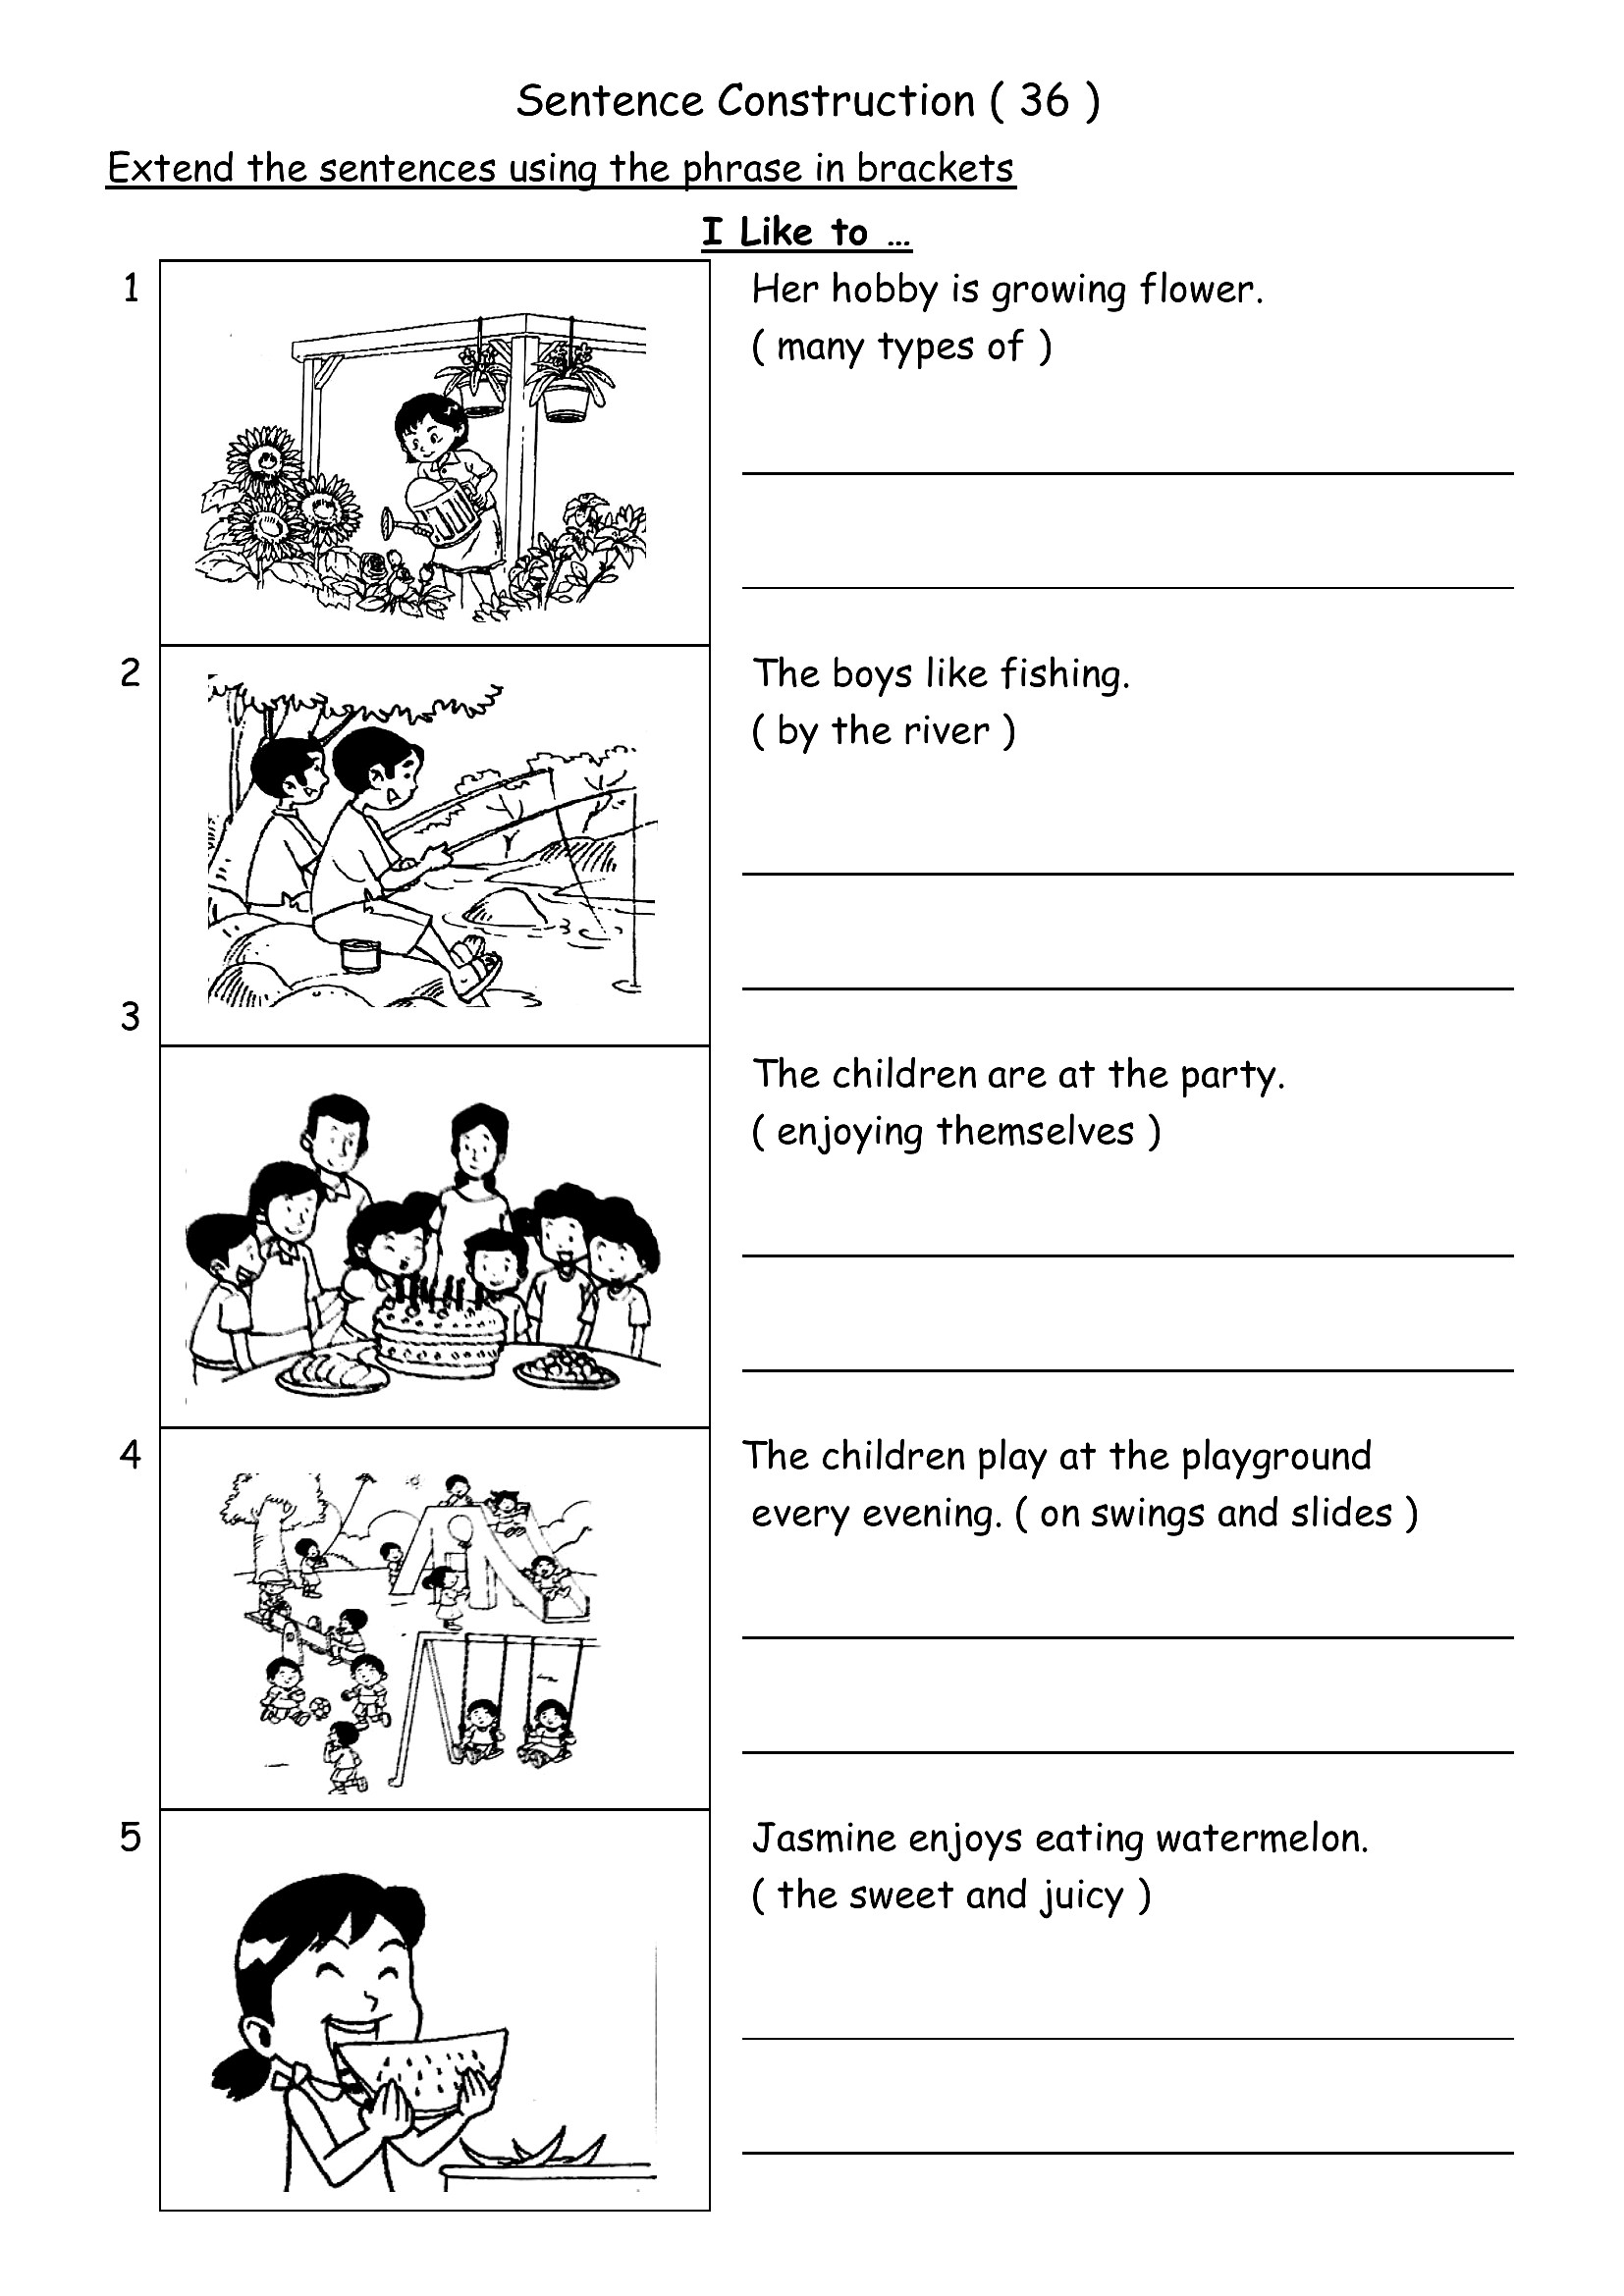 Sentence Construction ( 36 )
Extend the sentences using the phrase in brackets
I Like to …
1
Her hobby is growing flower.
( many types of )
2
The boys like fishing.
( by the river )
3
The children are at the party.
( enjoying themselves )
4
The children play at the playground
every evening. ( on swings and slides )
5
Jasmine enjoys eating watermelon.
( the sweet and juicy )